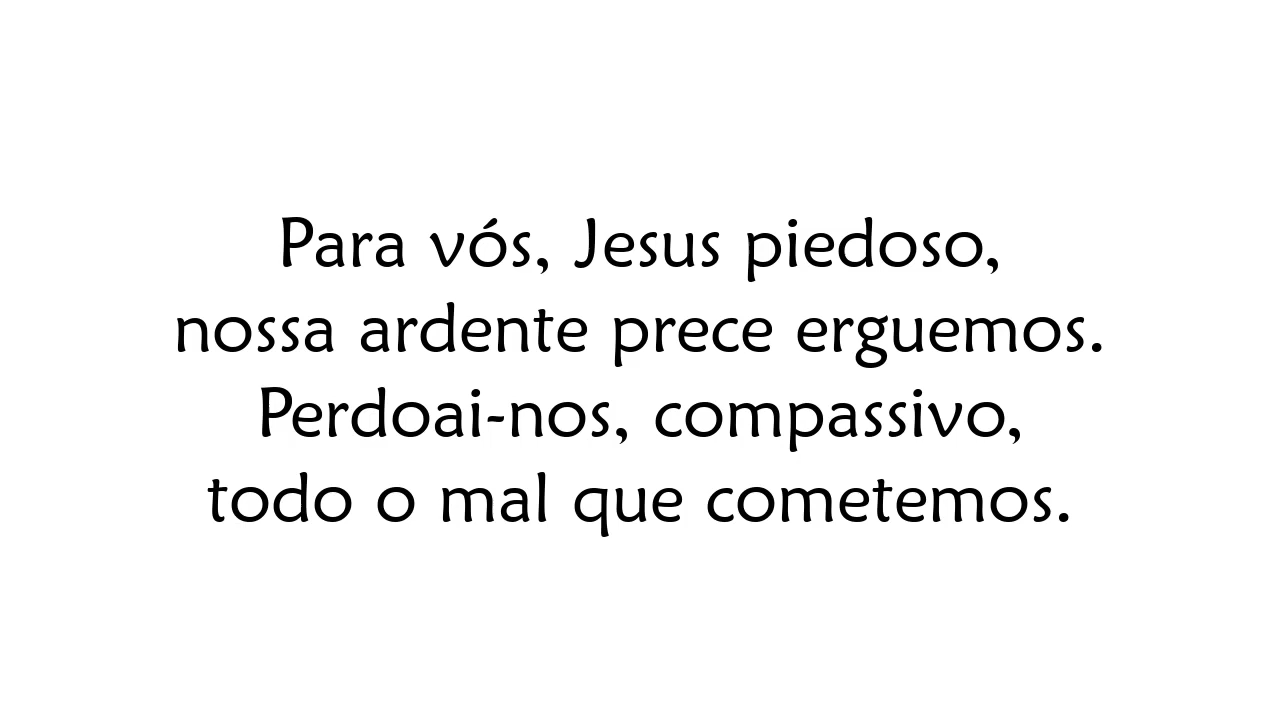 Para vós, Jesus piedoso,
nossa ardente prece erguemos.
Perdoai-nos, compassivo,
todo o mal que cometemos.